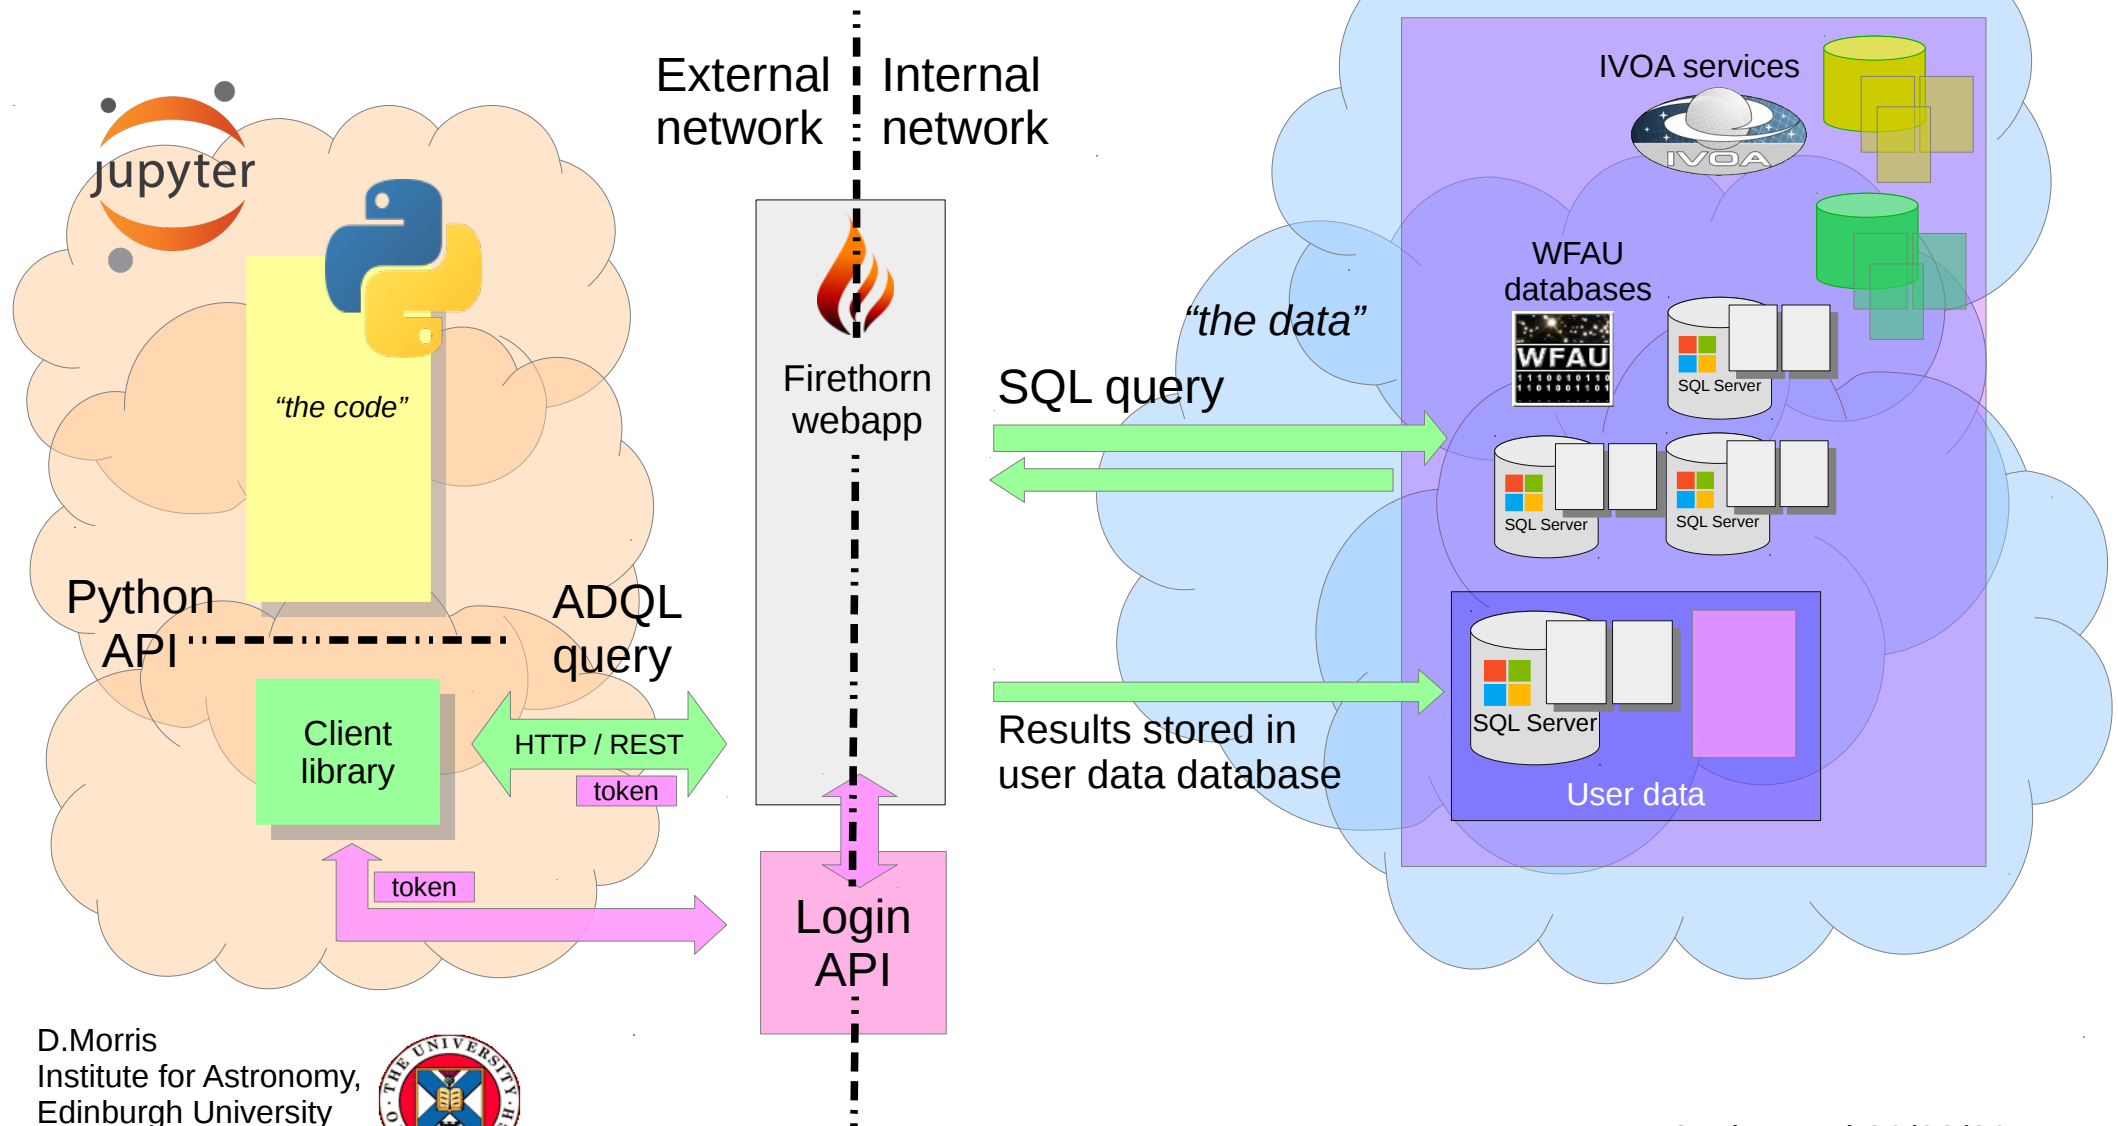 External
network
Internal
network
IVOA services
IVOA
jupyter
WFAU
databases
WFAU
SQL Server
SQL Server
SQL Server
"the code"
Firethorn
webapp
“the data”
SQL query
Python
API
ADQL
query
Client
library
HTTP / REST
token
token
Results stored in
user data database
SQL Server
User data
Login
API
D.Morris
Institute for Astronomy,
Edinburgh University
THE UNIVERSITY